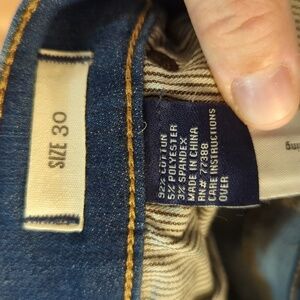 SIZE 30
92% COTTON
5% POLYESTER
3% SPANDEX
MADE IN CHINA
RN# 77388
CARE INSTRUCTIONS
OVER